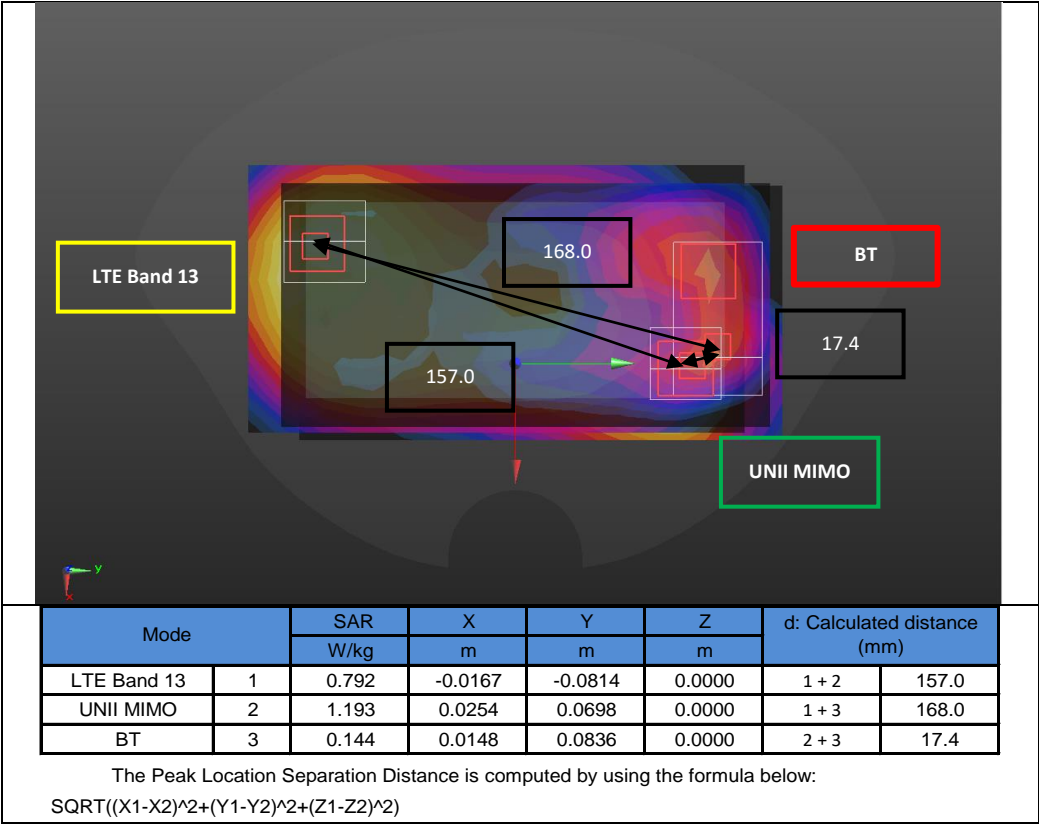 168.0
BT
LTE Band 13
17.4
157.0
UNII MIMO
Y
X
Mode SAR X Y Z d: Calculated distance (mm)
W/kg m m m
LTE Band 13 1 0.792 -0.0167 -0.0814 0.0000 1 + 2 157.0
UNII MIMO 2 1.193 0.0254 0.0698 0.0000 1 + 3 168.0
BT 3 0.144 0.0148 0.0836 0.0000 2 + 3 17.4
The Peak Location Separation Distance is computed by using the formula below:
SQRT((X1-X2)^2+(Y1-Y2)^2+(Z1-Z2)^2)